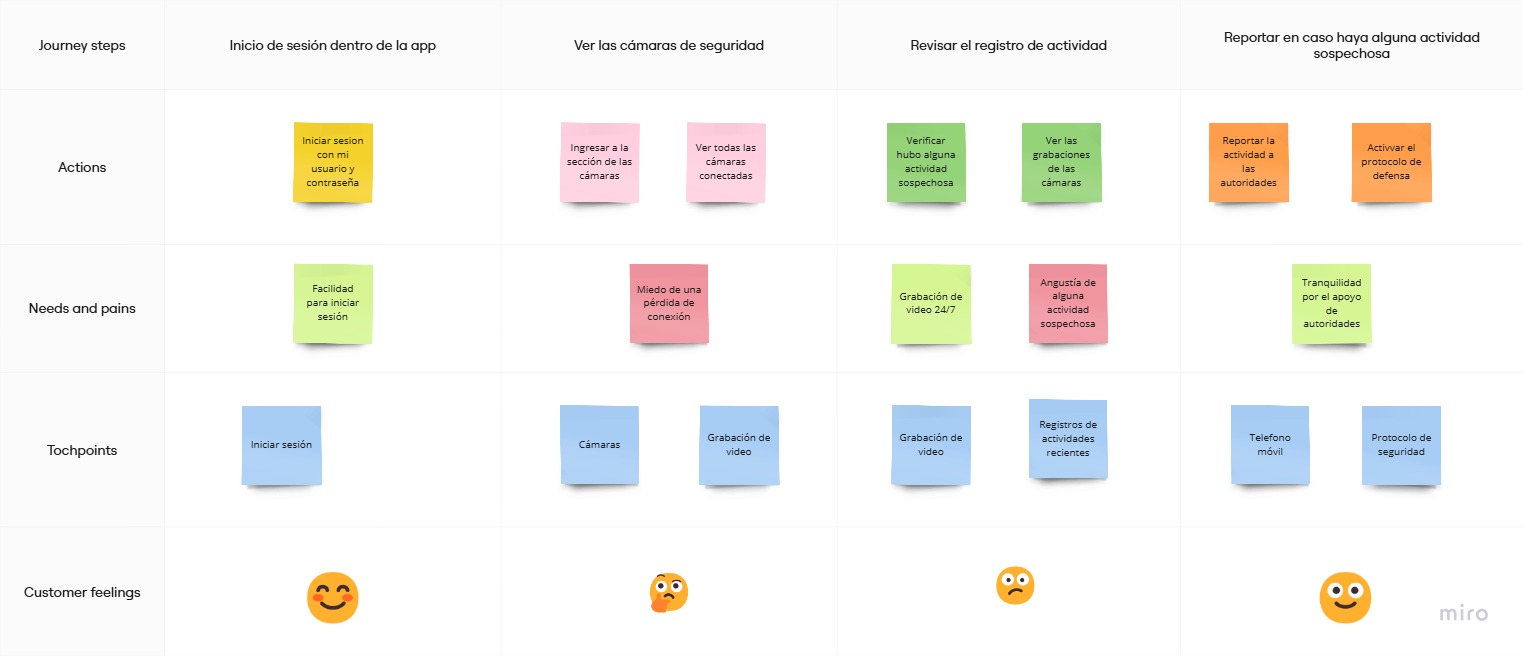 Journey steps
Inicio de sesión dentro de la app
Ver las cámaras de seguridad
Revisar el registro de actividad
Reportar en caso haya alguna actividad
sospechosa
Actions
Iniciar sesion
con mi
usuario y
contraseña
Ingresar a la
sección de las
cámaras
Ver todas las
cámaras
conectadas
Verificar
hubo alguna
actividad
sospechosa
Ver las
grabaciones
de las
cámaras
Reportar la
actividad a
las
autoridades
Activvar el
protocolo de
defensa
Needs and pains
Facilidad
para iniciar
sesión
Miedo de una
pérdida de
conexión
Grabación de
video 24/7
Angustía de
alguna
actividad
sospechosa
Tranquilidad
por el apoyo
de
autoridades
Tochpoints
Iniciar sesión
Cámaras
Grabación de
video
Grabación de
video
Registros de
actividades
recientes
Telefono
móvil
Protocolo de
seguridad
Customer feelings
miro